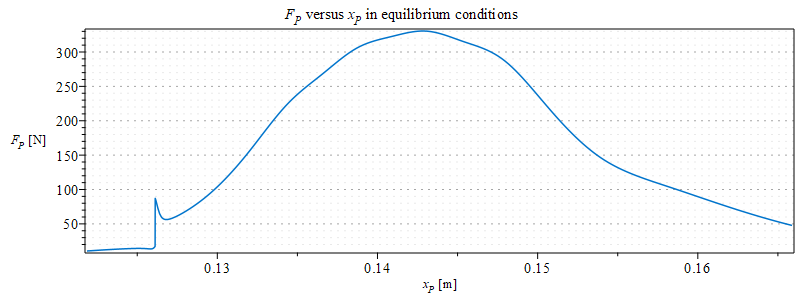 F_P versus x_P in equilibrium conditions
300
250
200
150
100
50
F_P [N]
0.13 0.14 0.15 0.16
x_P [m]